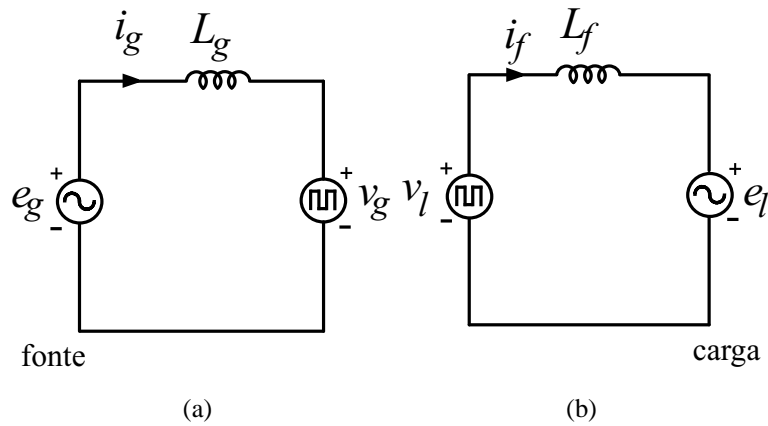 i_g L_g
+ +
e_g v_g
- -
fonte
(a)
i_f L_f
+ +
v_l e_l
- -
carga
(b)